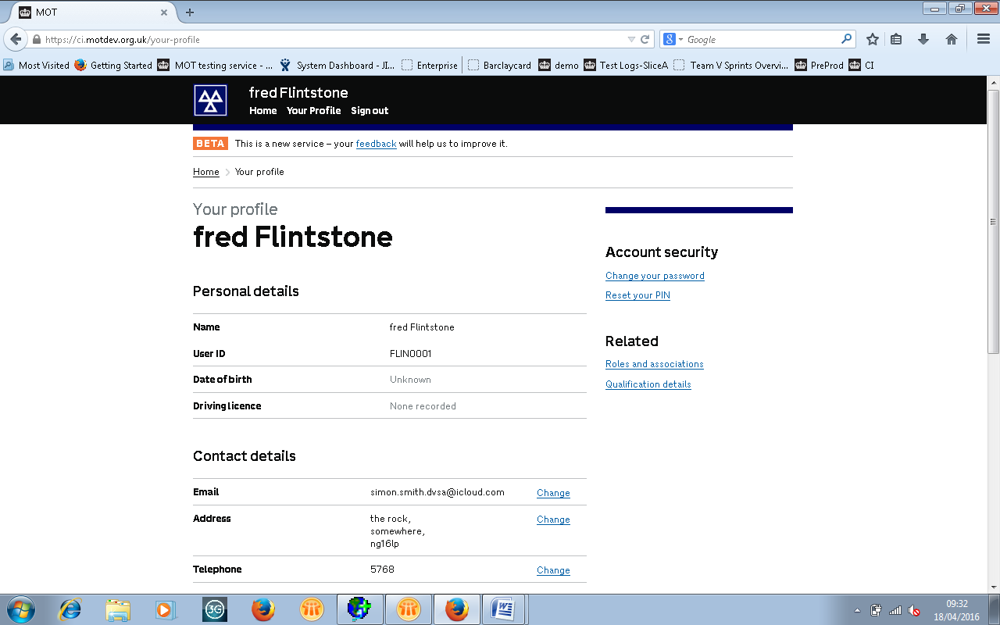 MOT
https://ci.motdev.org.uk/your-profile
Google
Most Visited Getting Started MOT testing service - ... System Dashboard - JI... Enterprise Barclaycard demo Test Logs-SliceA Team V Sprints Overvi... PreProd CI
fred Flintstone
Home Your Profile Sign out
BETA This is a new service – your feedback will help us to improve it.
Home Your profile
Your profile
fred Flintstone
Personal details
Name fred Flintstone
User ID FLIN0001
Date of birth Unknown
Driving licence None recorded
Contact details
Email simon.smith.dvsa@icloud.com Change
Address the rock, Change
somewhere,
ng16lp
Telephone 5768 Change
Account security
Change your password
Reset your PIN
Related
Roles and associations
Qualification details
3G
09:32
18/04/2016